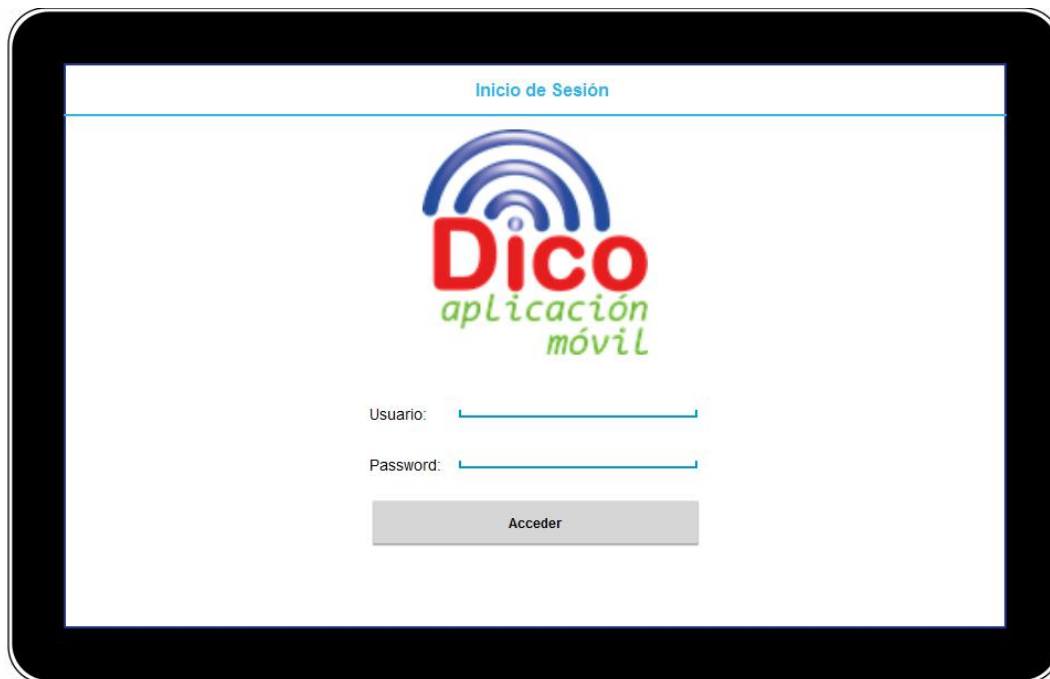 Inicio de Sesión
Dico
aplicación
móvil
Usuario:
Password:
Acceder